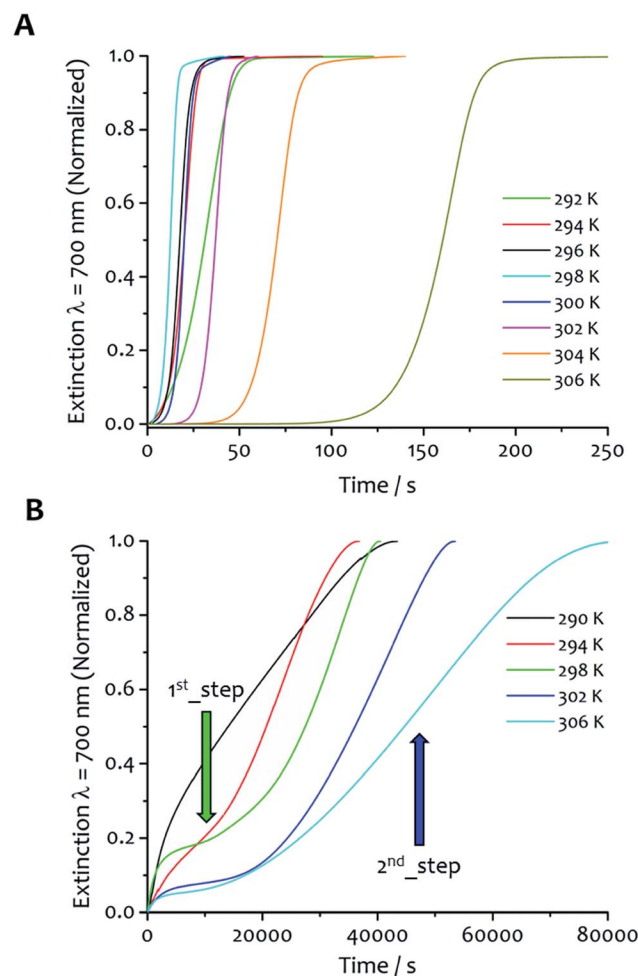 A
Extinction λ = 700 nm (Normalized)
1.0
0.8
0.6
0.4
0.2
0.0
292 K
294 K
296 K
298 K
300 K
302 K
304 K
306 K
0 50 100 150 200 250
Time / s
B
Extinction λ = 700 nm (Normalized)
1.0
0.8
0.6
0.4
0.2
0.0
1st_step
290 K
294 K
298 K
302 K
306 K
2nd_step
0 20000 40000 60000 80000
Time / s